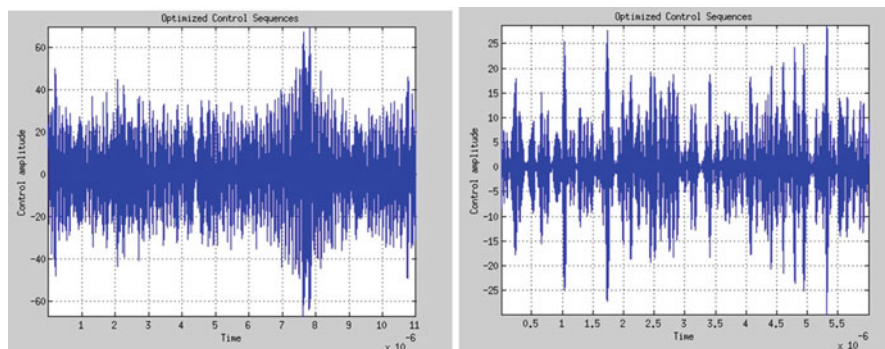 Optimized Control Sequences
Control amplitude
60
40
20
0
-20
-40
-60
1 2 3 4 5 6 7 8 9 10 11
Time
x 10 -6
Optimized Control Sequences
Control amplitude
25
20
15
10
5
0
-5
-10
-15
-20
-25
0.5 1 1.5 2 2.5 3 3.5 4 4.5 5 5.5
Time
x 10 -6